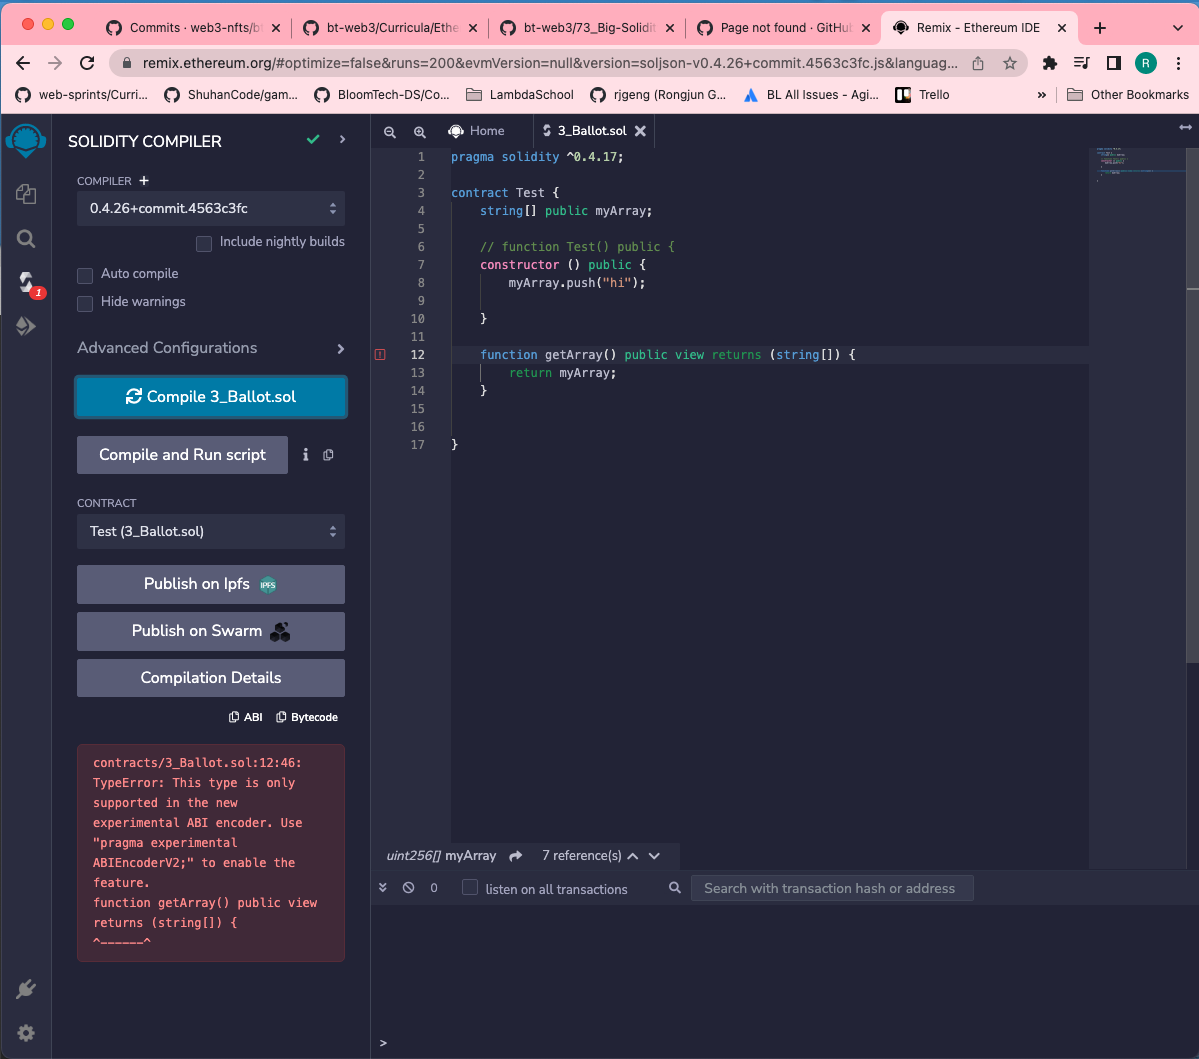 Commits · web3-nfts/bt
bt-web3/Curricula/Ethe
bt-web3/73_Big-Solidit
Page not found · GitHub
Remix - Ethereum IDE
remix.ethereum.org/#optimize=false&runs=200&evmVersion=null&version=soljson-v0.4.26+commit.4563c3fc.js&languag...
R
web-sprints/Curri...
ShuhanCode/gam...
BloomTech-DS/Co...
LambdaSchool
rjgeng (Rongjun G...
BL All Issues - Agi...
Trello
»
Other Bookmarks
SOLIDITY COMPILER
COMPILER +
0.4.26+commit.4563c3fc
Include nightly builds
Auto compile
Hide warnings
Advanced Configurations
Compile 3_Ballot.sol
Compile and Run script
CONTRACT
Test (3_Ballot.sol)
Publish on Ipfs IPFS
Publish on Swarm
Compilation Details
ABI
Bytecode
contracts/3_Ballot.sol:12:46:
TypeError: This type is only
supported in the new
experimental ABI encoder. Use
"pragma experimental
ABIEncoderV2;" to enable the
feature.
function getArray() public view
returns (string[]) {
^------^
1
Home
3_Ballot.sol
1 pragma solidity ^0.4.17;
2
3 contract Test {
4 string[] public myArray;
5
6 // function Test() public {
7 constructor () public {
8 myArray.push("hi");
9
10 }
11
12 function getArray() public view returns (string[]) {
13 return myArray;
14 }
15
16
17 }
uint256[] myArray
7 reference(s)
0
listen on all transactions
Search with transaction hash or address
>